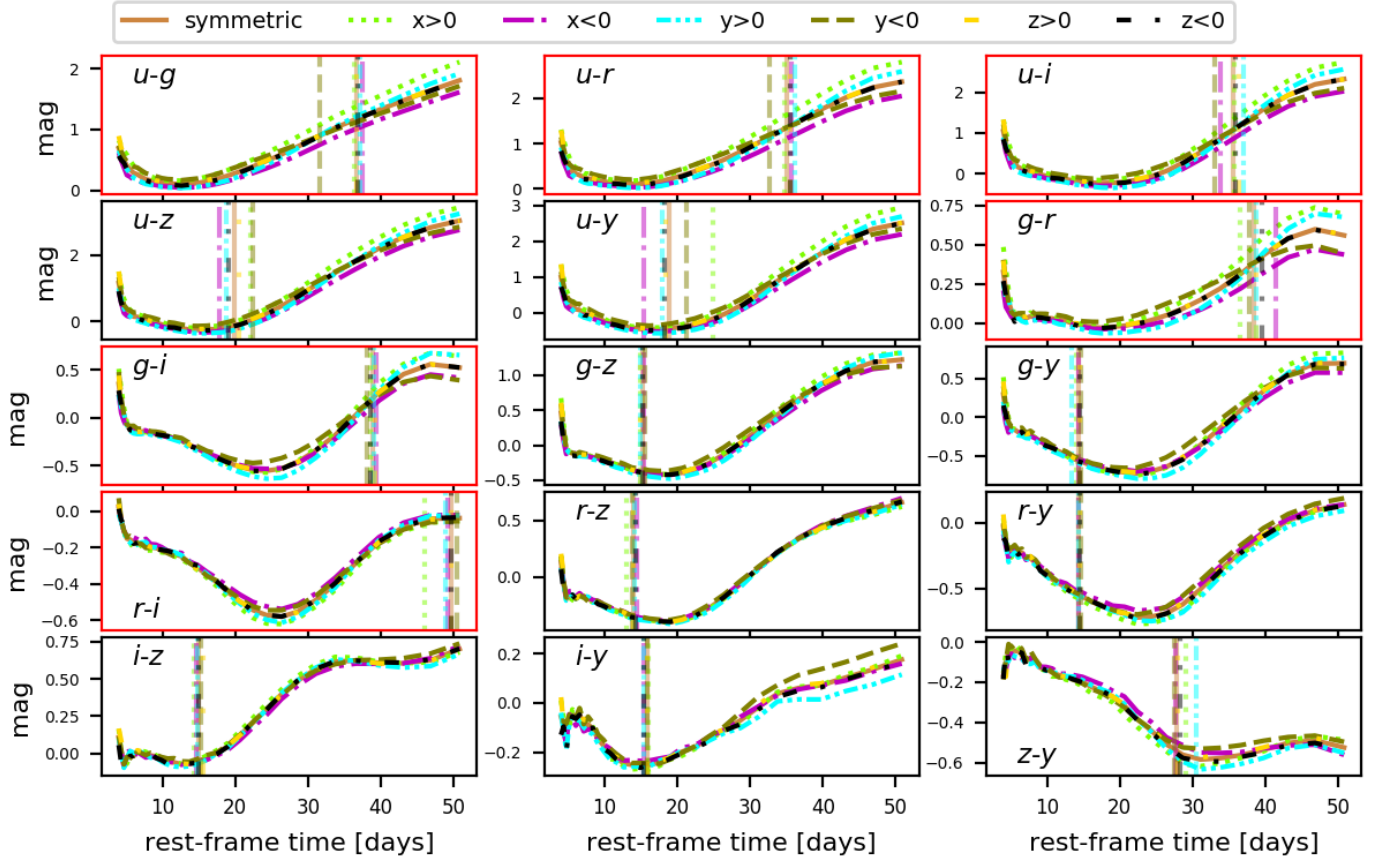 symmetric x>0 x<0 y>0 y<0 z>0 z<0
u-g u-r u-i
2 2 2
mag 1 1 1
0 0 0
u-z u-y g-r
3 0.75
2 2 0.50
mag 1 0.25
0 0 0.00
g-i g-z g-y
0.5 1.0 0.5
mag 0.0 0.5 0.0
0.0
−0.5 −0.5 −0.5
r-i r-z r-y
0.0 0.5 0.0
mag −0.2
−0.4 0.0 −0.5
−0.6
i-z i-y z-y
0.75 0.2 0.0
mag 0.50 −0.2
0.25 0.0 −0.4
0.00 −0.2 −0.6
10 20 30 40 50 10 20 30 40 50 10 20 30 40 50
rest-frame time [days] rest-frame time [days] rest-frame time [days]